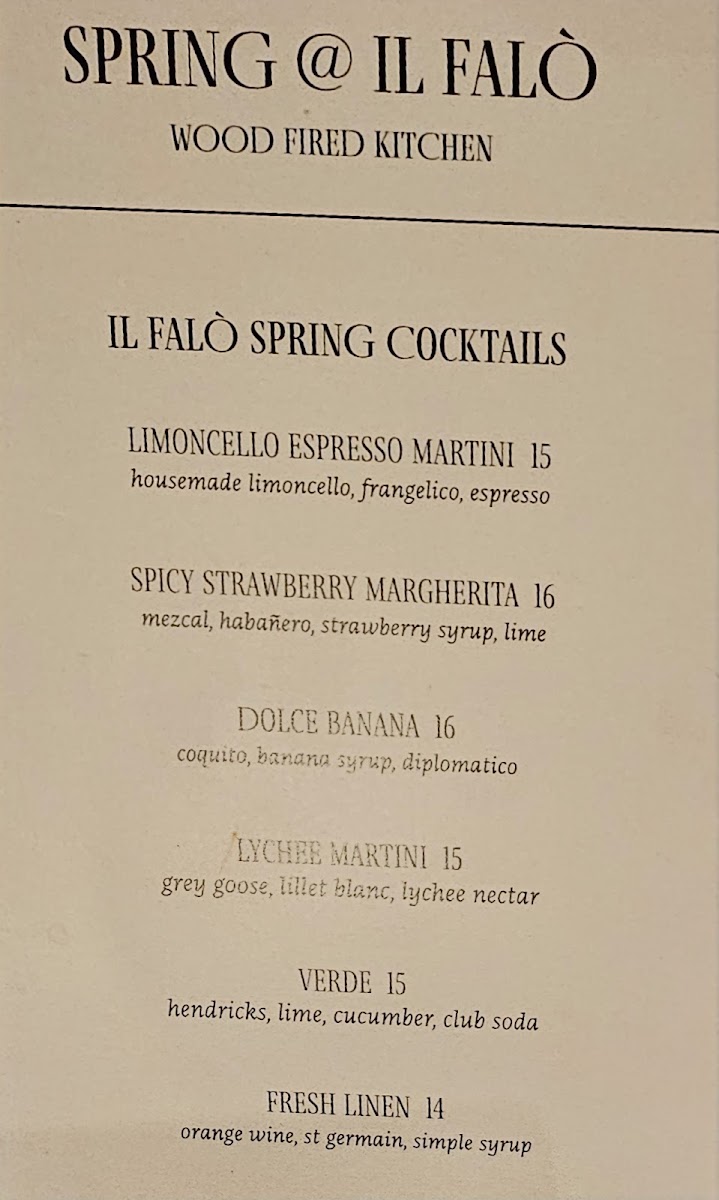 SPRING @ IL FALÒ
WOOD FIRED KITCHEN
IL FALÒ SPRING COCKTAILS
LIMONCELLO ESPRESSO MARTINI 15
housemade limoncello, frangelico, espresso
SPICY STRAWBERRY MARGHERITA 16
mezcal, habañero, strawberry syrup, lime
DOLCE BANANA 16
coquito, banana syrup, diplomatico
LYCHEE MARTINI 15
grey goose, lillet blanc, lychee nectar
VERDE 15
hendricks, lime, cucumber, club soda
FRESH LINEN 14
orange wine, st germain, simple syrup